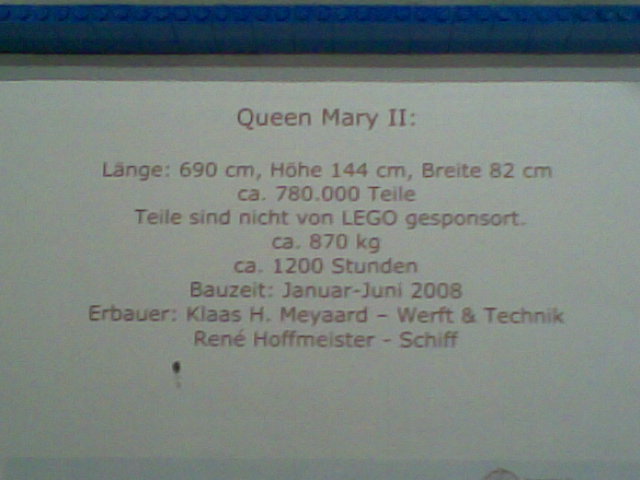 Queen Mary II:
Länge: 690 cm, Höhe 144 cm, Breite 82 cm
ca. 780.000 Teile
Teile sind nicht von LEGO gesponsort.
ca. 870 kg
ca. 1200 Stunden
Bauzeit: Januar-Juni 2008
Erbauer: Klaas H. Meyaard – Werft & Technik
René Hoffmeister - Schiff